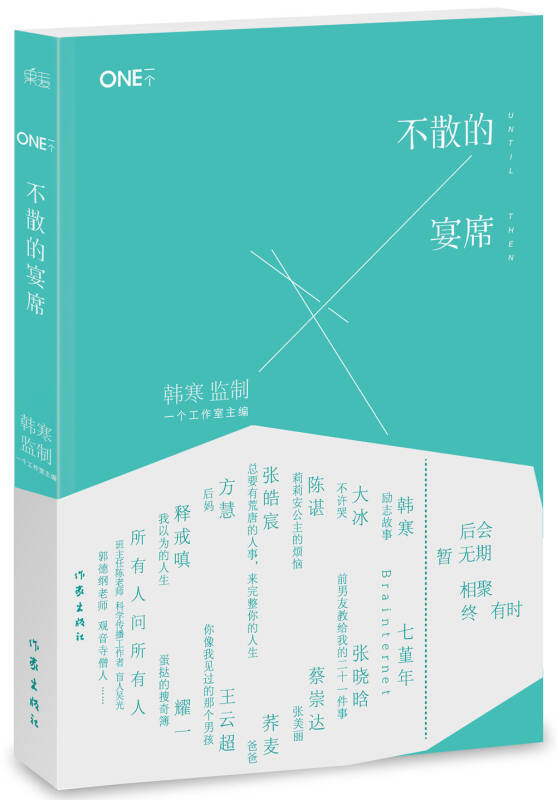 果麦
ONE一个
不散的宴席
韩寒
监制
一个工作室主编
作家出版社
ONE一个
不散的
宴席
UNTIL THEN
韩寒 监制
一个工作室主编
后会
暂 无期
相聚
终 有时
韩寒
励志故事
七堇年
Brainternet
大冰
不许哭
张晓晗
前男友教给我的二十一件事
陈谌
莉莉安公主的烦恼
蔡崇达
张美丽
张皓宸
总要有荒唐的人事，来完整你的人生
荞麦
爸爸
方慧
后妈
王云超
你像我见过的那个男孩
释戒嗔
我以为的人生
耀一
蛋挞的搜奇簿
所有人问所有人
班主任陈老师 科学传播工作者 盲人吴光
郭德纲老师 观音寺僧人……
作家出版社